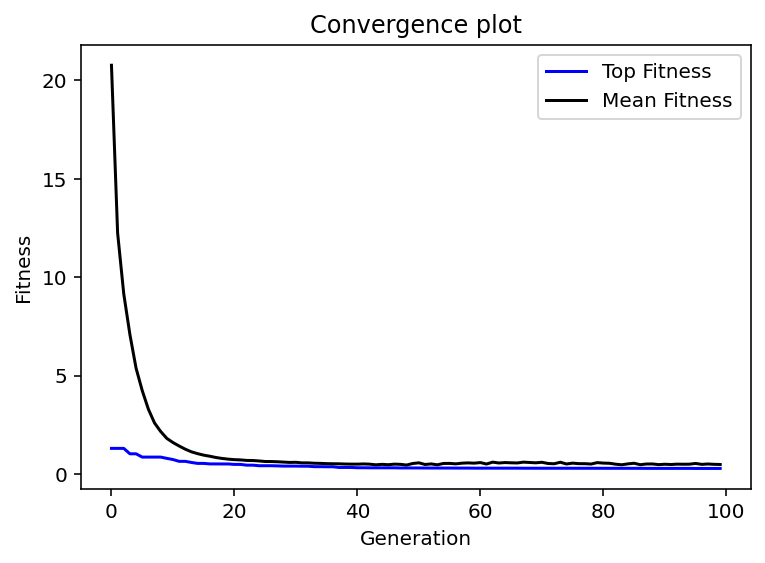 Convergence plot
Top Fitness
Mean Fitness
Fitness
20
15
10
5
0
0 20 40 60 80 100
Generation